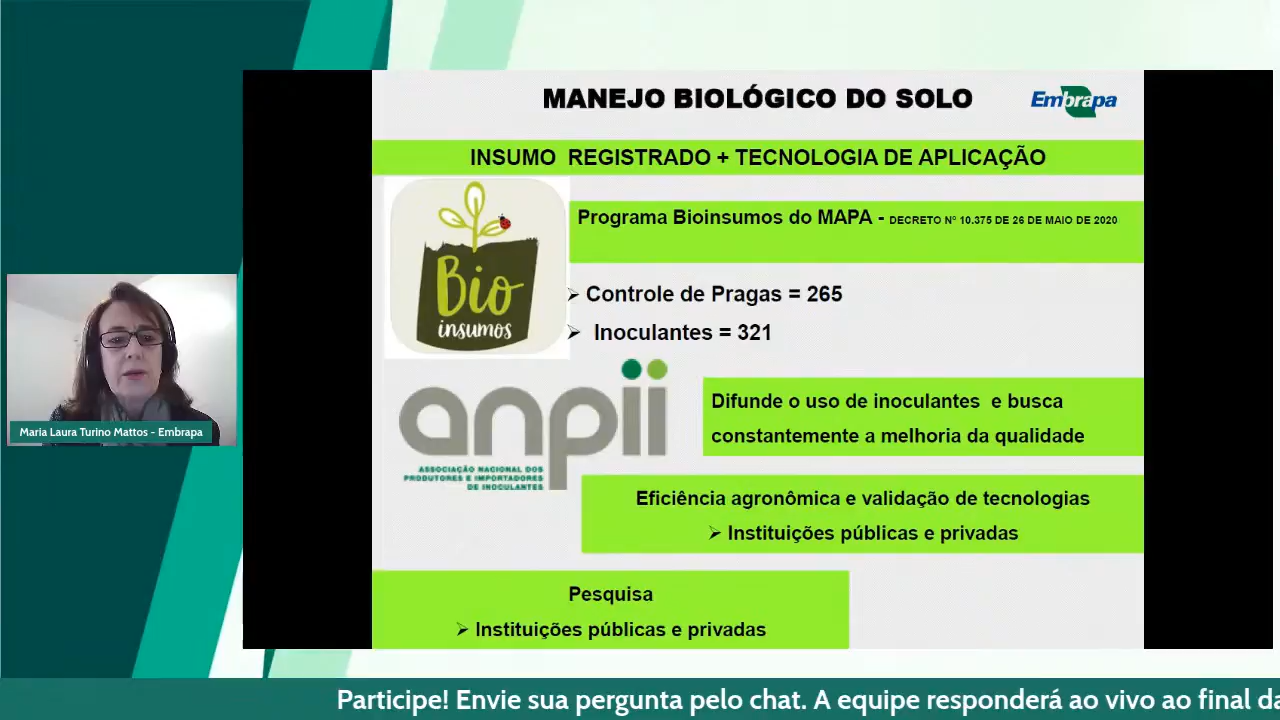 MANEJO BIOLÓGICO DO SOLO
Embrapa
INSUMO REGISTRADO + TECNOLOGIA DE APLICAÇÃO
Bio
insumos
Programa Bioinsumos do MAPA - DECRETO Nº 10.375 DE 26 DE MAIO DE 2020
➢ Controle de Pragas = 265
➢ Inoculantes = 321
anpii
ASSOCIAÇÃO NACIONAL DOS
PRODUTORES E IMPORTADORES
DE INOCULANTES
Difunde o uso de inoculantes e busca
constantemente a melhoria da qualidade
Eficiência agronômica e validação de tecnologias
➢ Instituições públicas e privadas
Pesquisa
➢ Instituições públicas e privadas
Maria Laura Turino Mattos - Embrapa
Participe! Envie sua pergunta pelo chat. A equipe responderá ao vivo ao final da